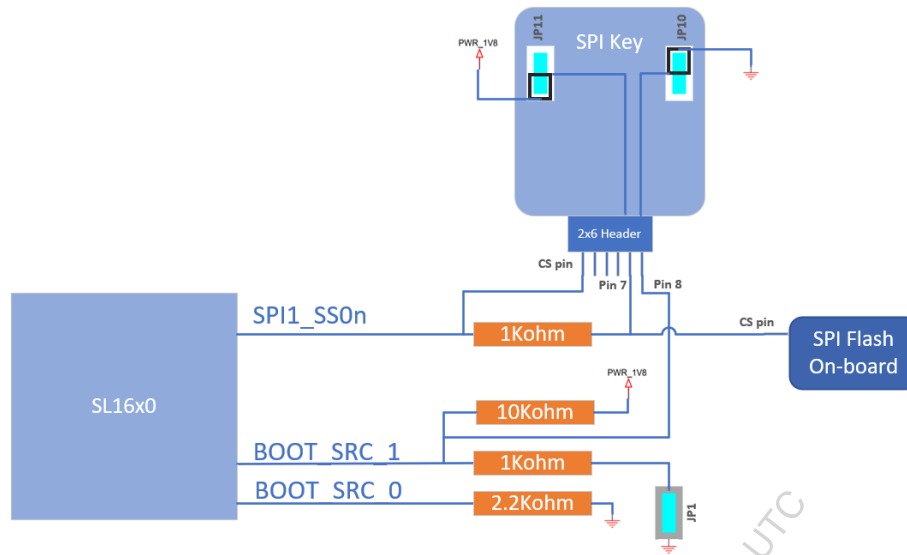 JP11
SPI Key
JP10
PWR_1V8
2x6 Header
CS pin
Pin 7
Pin 8
SPI1_SS0n
1Kohm
CS pin
SPI Flash
On-board
SL16x0
PWR_1V8
10Kohm
BOOT_SRC_1
1Kohm
BOOT_SRC_0
2.2Kohm
JP1
UTC